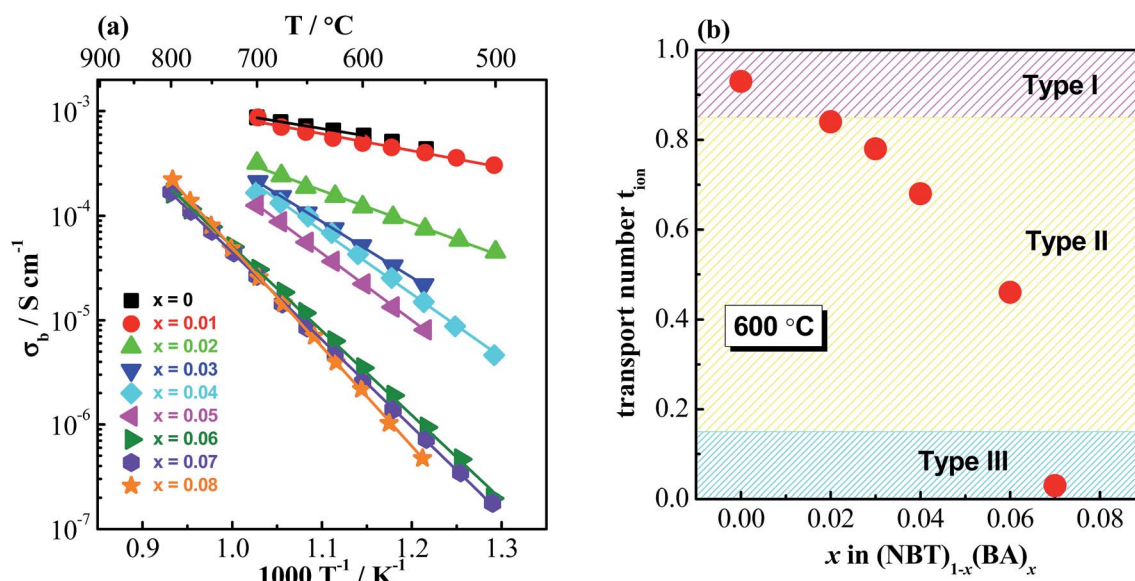 (a)
T / °C
900 800 700 600 500
10⁻³
10⁻⁴
10⁻⁵
10⁻⁶
10⁻⁷
σb / S cm⁻¹
x = 0
x = 0.01
x = 0.02
x = 0.03
x = 0.04
x = 0.05
x = 0.06
x = 0.07
x = 0.08
0.9 1.0 1.1 1.2 1.3
1000 T⁻¹ / K⁻¹
(b)
1.0
0.8
0.6
0.4
0.2
0.0
transport number tion
Type I
Type II
600 °C
Type III
0.00 0.02 0.04 0.06 0.08
x in (NBT)1-x(BA)x